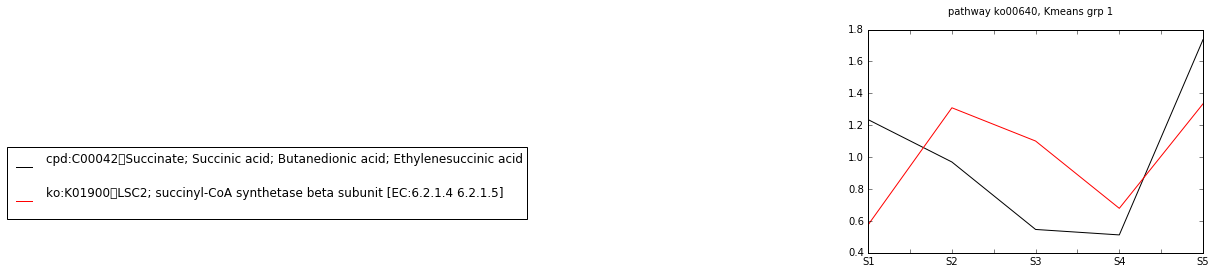 pathway ko00640, Kmeans grp 1
1.8
1.6
1.4
1.2
1.0
0.8
0.6
0.4
S1 S2 S3 S4 S5
cpd:C00042▯Succinate; Succinic acid; Butanedionic acid; Ethylenesuccinic acid
ko:K01900▯LSC2; succinyl-CoA synthetase beta subunit [EC:6.2.1.4 6.2.1.5]